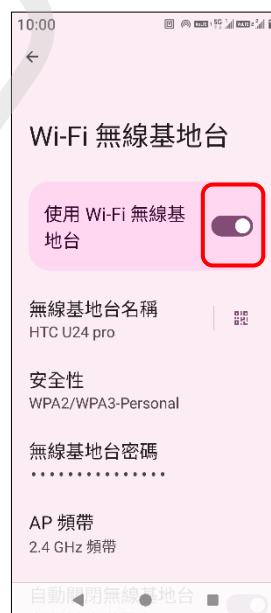 10:00
Wi-Fi 無線基地台
使用 Wi-Fi 無線基
地台
無線基地台名稱
HTC U24 pro
安全性
WPA2/WPA3-Personal
無線基地台密碼
•••••••••••••••
AP 頻帶
2.4 GHz 頻帶
自動關閉無線基地台